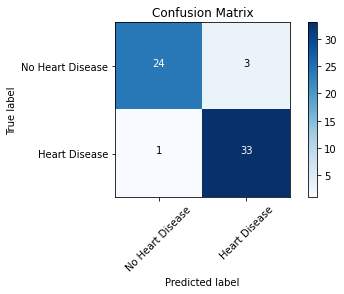 Confusion Matrix
No Heart Disease
24
3
Heart Disease
1
33
True label
No Heart Disease
Heart Disease
Predicted label
30
25
20
15
10
5